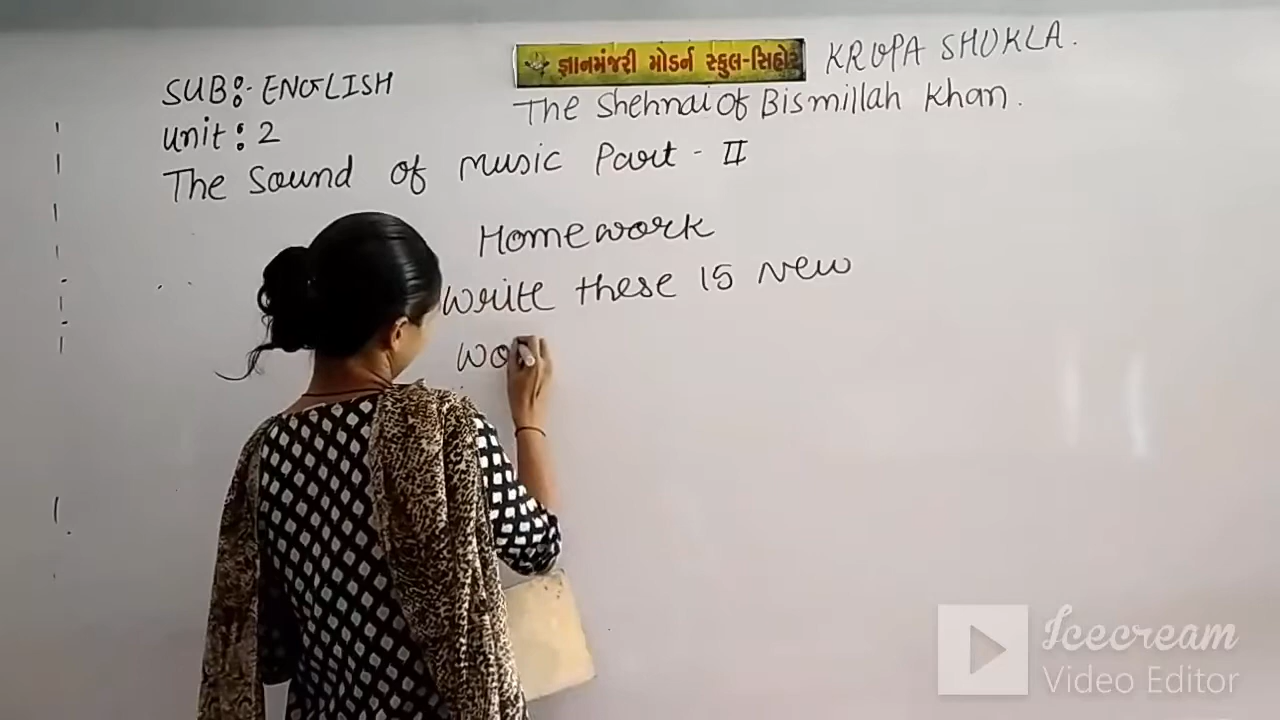 જ્ઞાનમંજરી મોડર્ન સ્કુલ-સિહોર
KRUPA SHUKLA.
SUB:- ENGLISH
The Shehnai of Bismillah Khan.
Unit: 2
The Sound of Music Part - II
Homework
Write these 15 New
Icecream
Video Editor